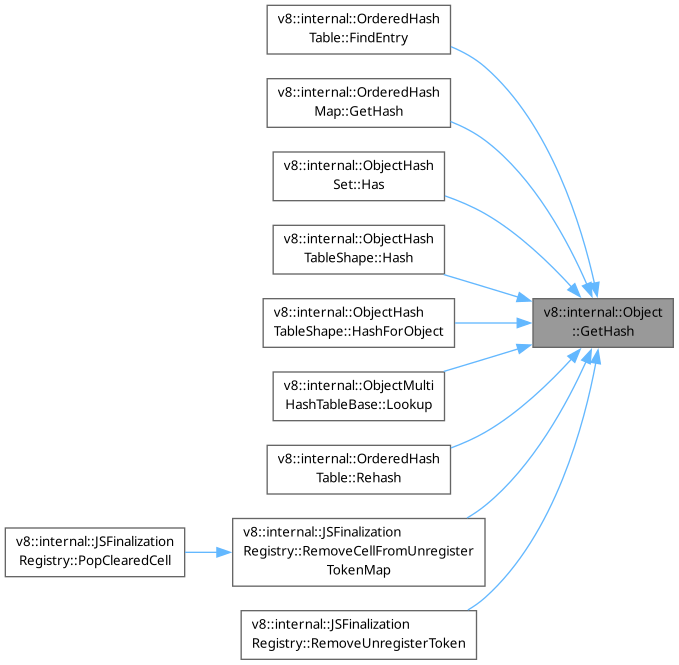 v8::internal::OrderedHash
Table::FindEntry
v8::internal::OrderedHash
Map::GetHash
v8::internal::ObjectHash
Set::Has
v8::internal::ObjectHash
TableShape::Hash
v8::internal::ObjectHash
TableShape::HashForObject
v8::internal::Object
::GetHash
v8::internal::ObjectMulti
HashTableBase::Lookup
v8::internal::OrderedHash
Table::Rehash
v8::internal::JSFinalization
Registry::PopClearedCell
v8::internal::JSFinalization
Registry::RemoveCellFromUnregister
TokenMap
v8::internal::JSFinalization
Registry::RemoveUnregisterToken